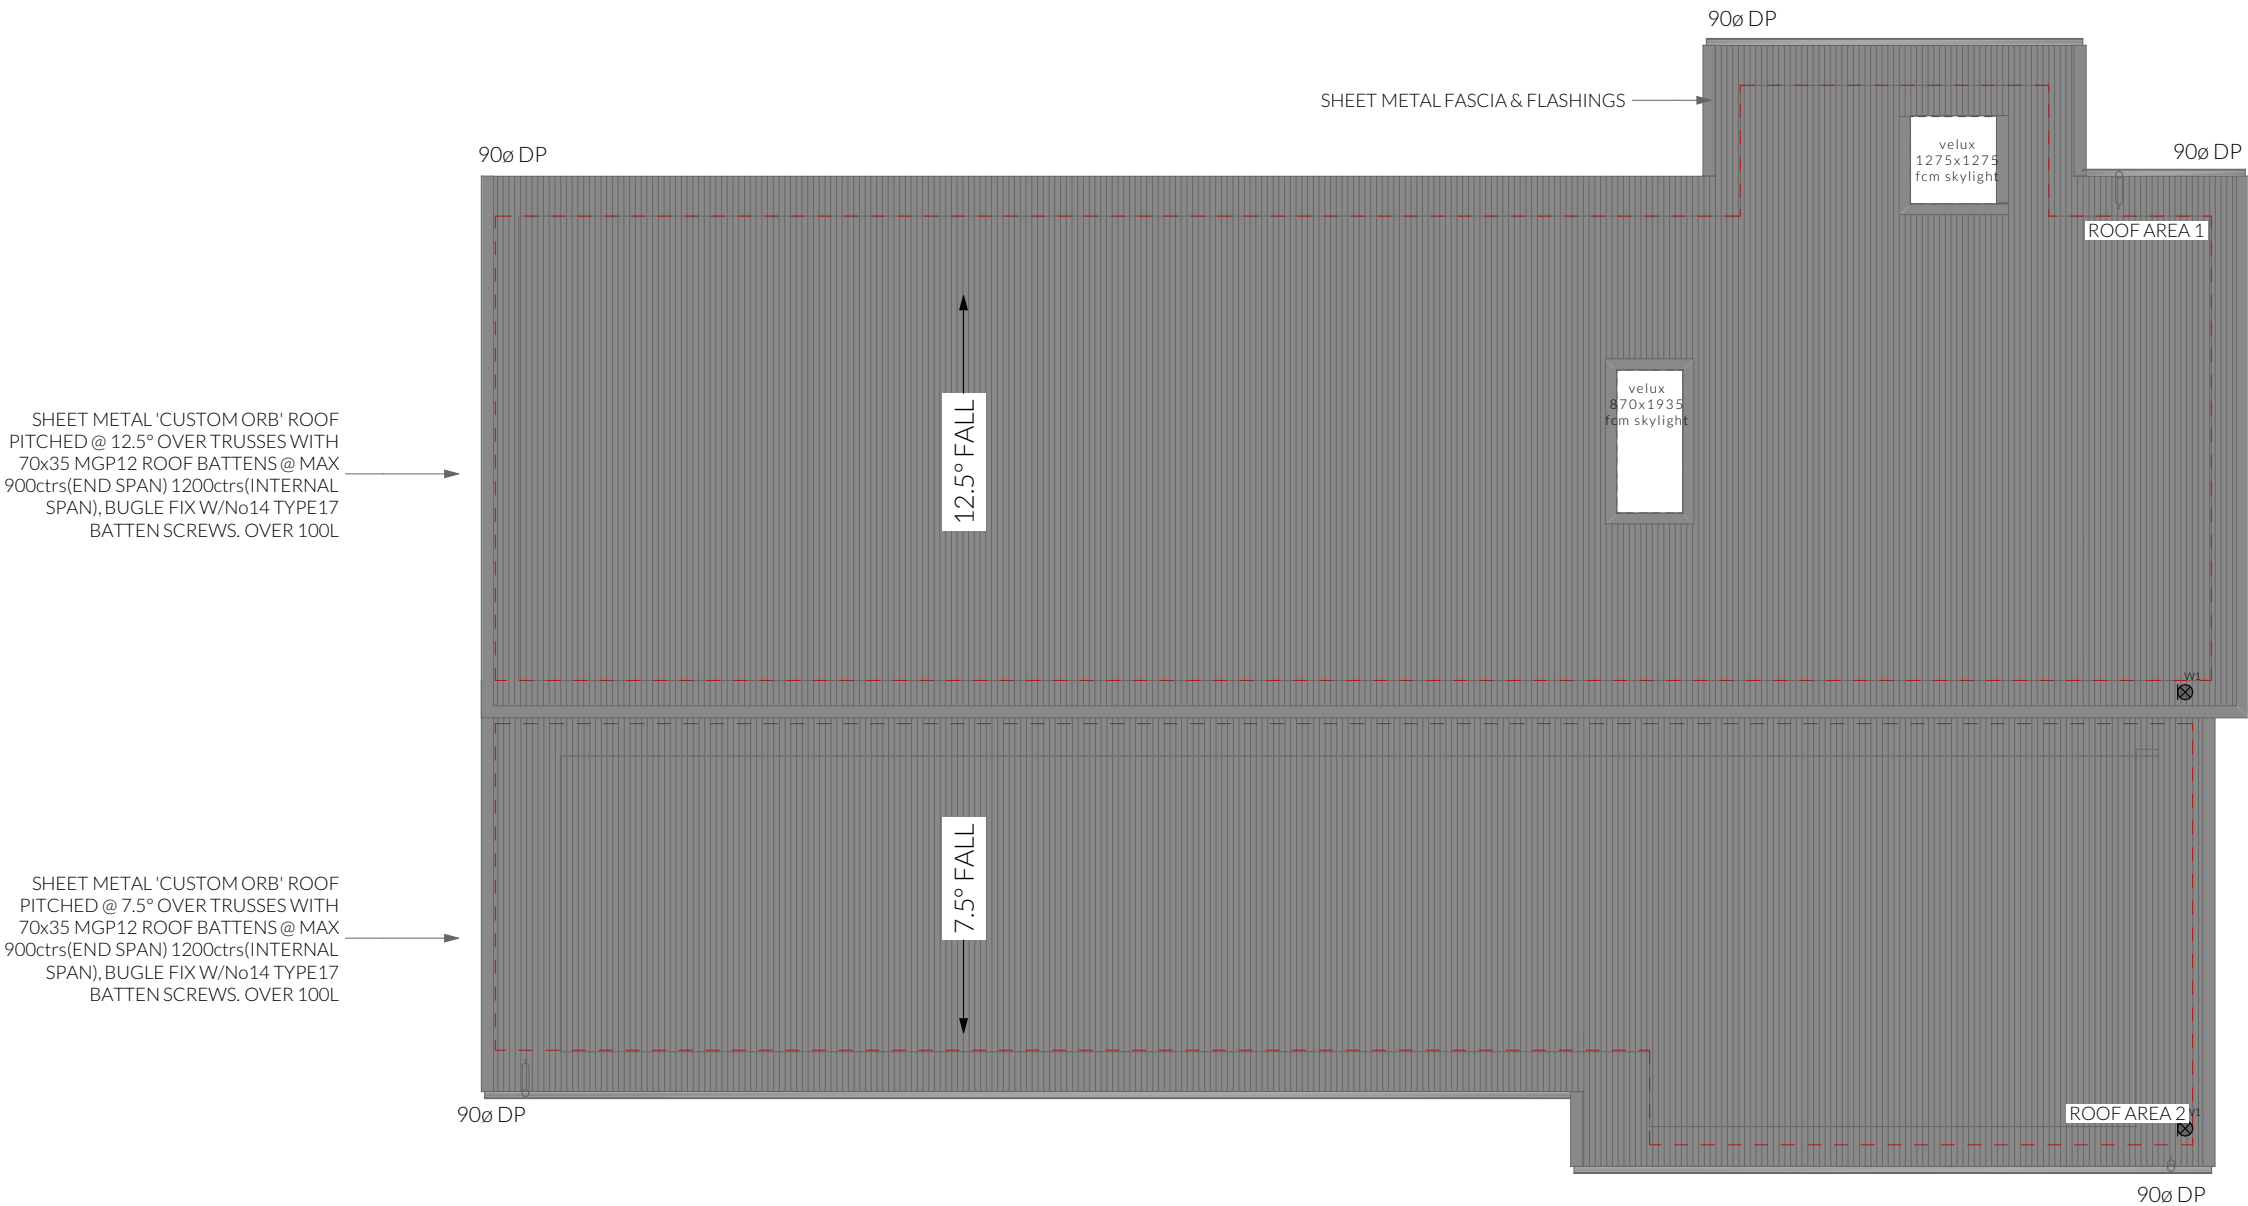 90ø DP
SHEET METAL FASCIA & FLASHINGS
90ø DP
90ø DP
velux
1275x1275
fcm skylight
ROOF AREA 1
velux
870x1935
fcm skylight
12.5° FALL
SHEET METAL 'CUSTOM ORB' ROOF
PITCHED @ 12.5° OVER TRUSSES WITH
70x35 MGP12 ROOF BATTENS @ MAX
900ctrs(END SPAN) 1200ctrs(INTERNAL
SPAN), BUGLE FIX W/No14 TYPE17
BATTEN SCREWS. OVER 100L
W1
7.5° FALL
SHEET METAL 'CUSTOM ORB' ROOF
PITCHED @ 7.5° OVER TRUSSES WITH
70x35 MGP12 ROOF BATTENS @ MAX
900ctrs(END SPAN) 1200ctrs(INTERNAL
SPAN), BUGLE FIX W/No14 TYPE17
BATTEN SCREWS. OVER 100L
90ø DP
ROOF AREA 2
90ø DP